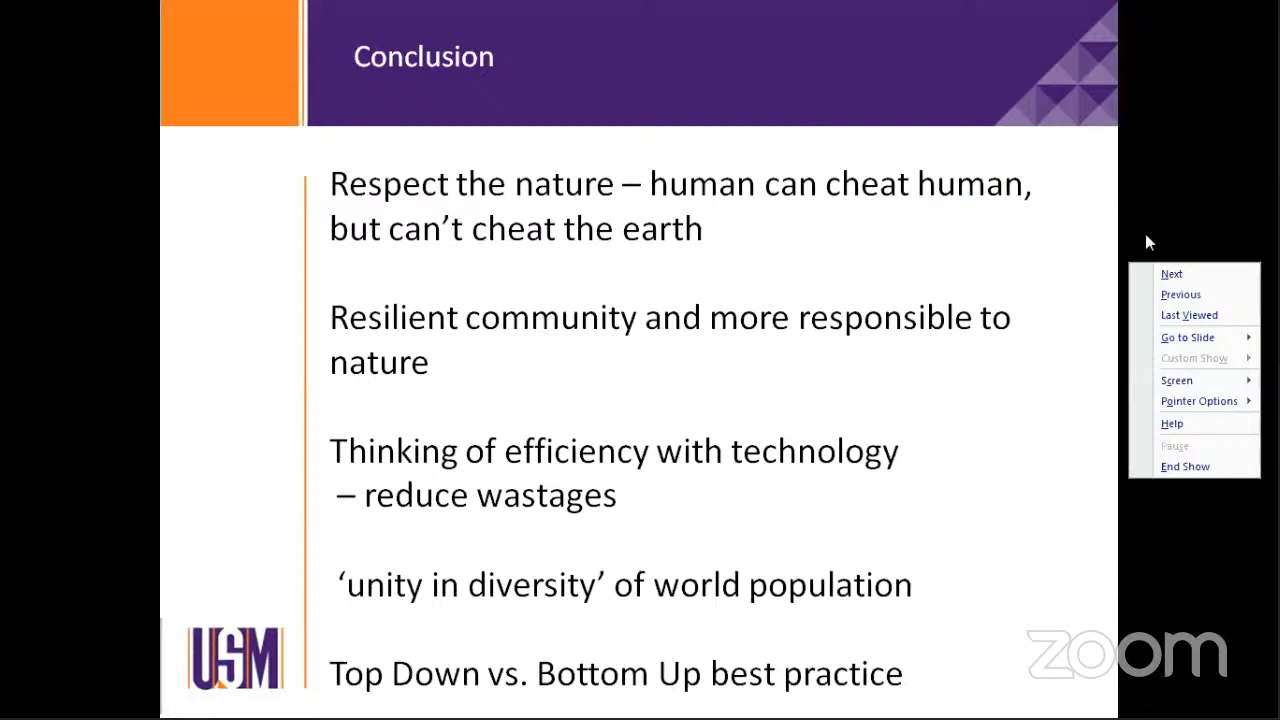 Conclusion
Respect the nature – human can cheat human,
but can’t cheat the earth
Resilient community and more responsible to
nature
Thinking of efficiency with technology
– reduce wastages
‘unity in diversity’ of world population
Top Down vs. Bottom Up best practice
USM
Next
Previous
Last Viewed
Go to Slide
Custom Show
Screen
Pointer Options
Help
Pause
End Show
zoom